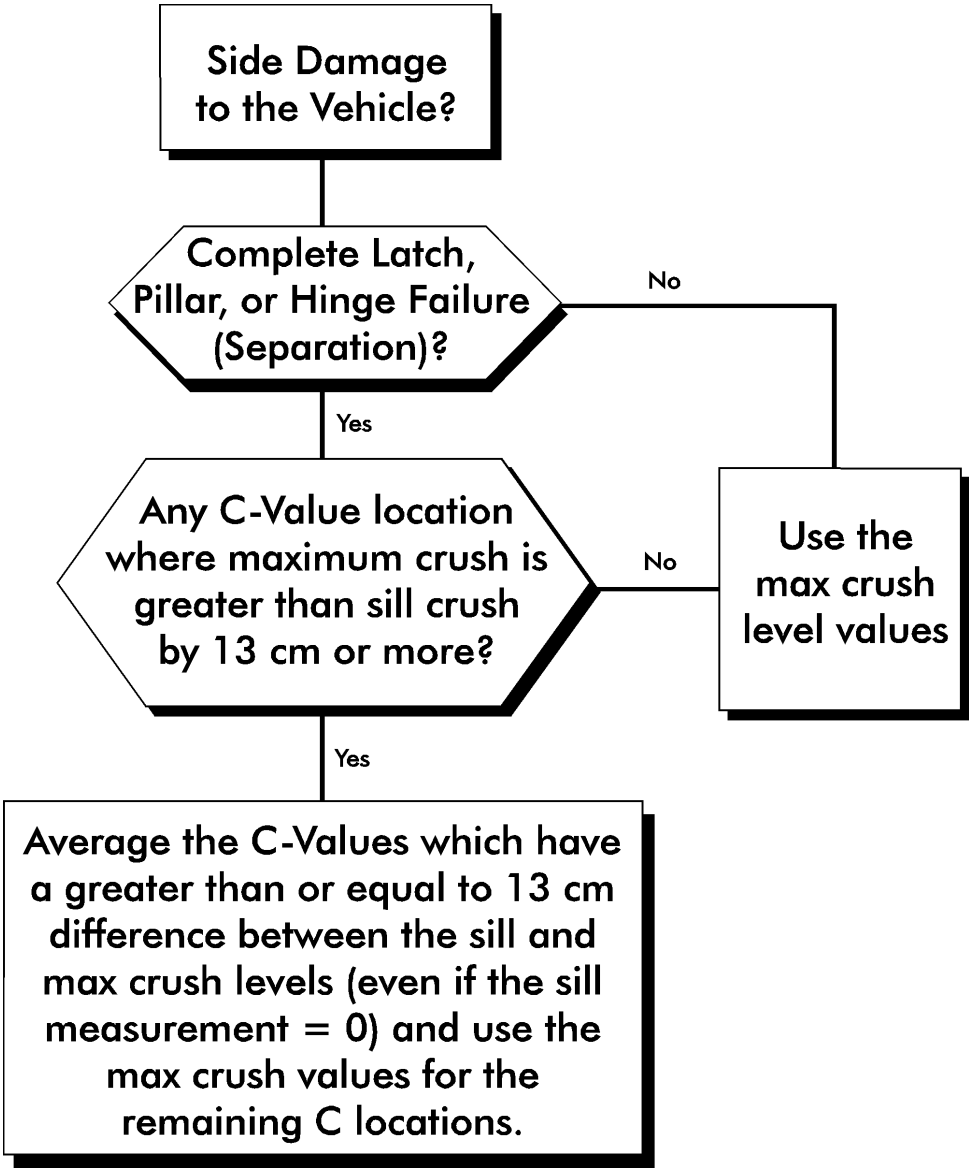 Side Damage
to the Vehicle?
Complete Latch,
Pillar, or Hinge Failure
(Separation)?
No
Yes
Any C-Value location
where maximum crush is
greater than sill crush
by 13 cm or more?
No
Use the
max crush
level values
Yes
Average the C-Values which have
a greater than or equal to 13 cm
difference between the sill and
max crush levels (even if the sill
measurement = 0) and use the
max crush values for the
remaining C locations.